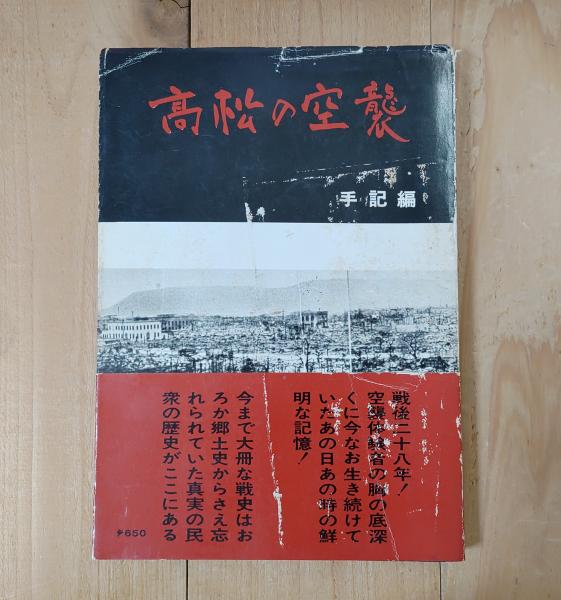 高松の空襲
手記編
戦後二十八年!
空襲体験者の胸の底深
くに今なお生き続けて
いたあの日あの時の鮮
明な記憶!
今まで大冊な戦史はお
ろか郷土史からさえ忘
れられていた真実の民
衆の歴史がここにある
650